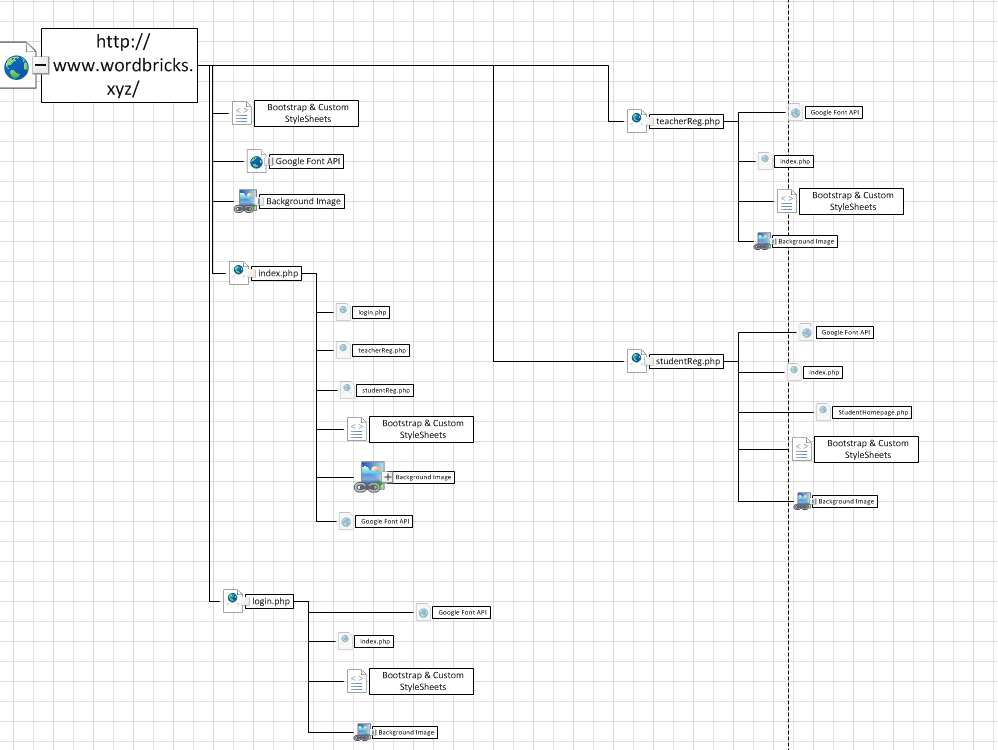 http://
www.wordbricks.
xyz/
Bootstrap & Custom
StyleSheets
Google Font API
Background Image
index.php
login.php
teacherReg.php
studentReg.php
Bootstrap & Custom
StyleSheets
Background Image
Google Font API
login.php
Google Font API
index.php
Bootstrap & Custom
StyleSheets
Background Image
teacherReg.php
Google Font API
index.php
Bootstrap & Custom
StyleSheets
Background Image
studentReg.php
Google Font API
index.php
StudentHomepage.php
Bootstrap & Custom
StyleSheets
Background Image